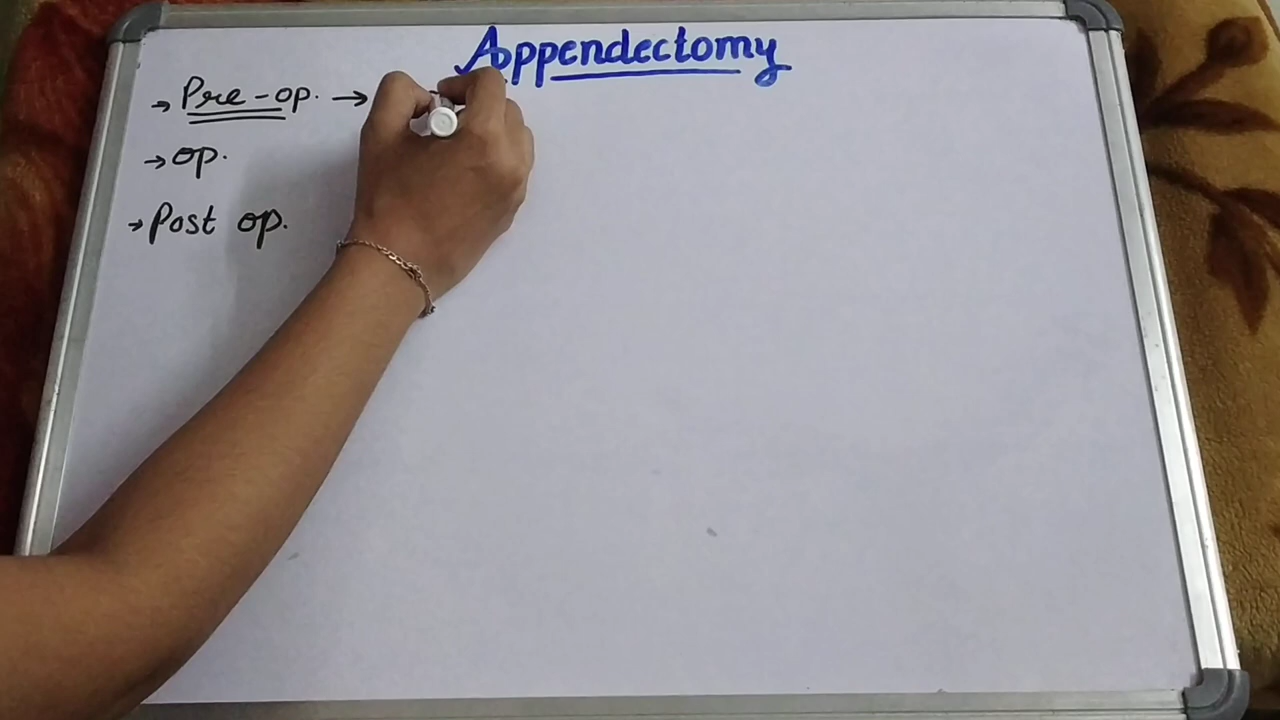 Appendectomy
→ Pre-op. →
→ op.
→ Post op.